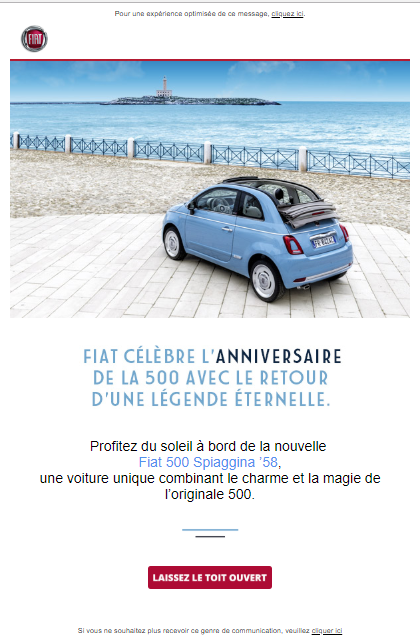 Pour une expérience optimisée de ce message, cliquez ici.
FIAT
FIAT CÉLÈBRE L'ANNIVERSAIRE
DE LA 500 AVEC LE RETOUR
D'UNE LÉGENDE ÉTERNELLE.
Profitez du soleil à bord de la nouvelle
Fiat 500 Spiaggina '58,
une voiture unique combinant le charme et la magie de
l'originale 500.
LAISSEZ LE TOIT OUVERT
Si vous ne souhaitez plus recevoir ce genre de communication, veuillez cliquer ici